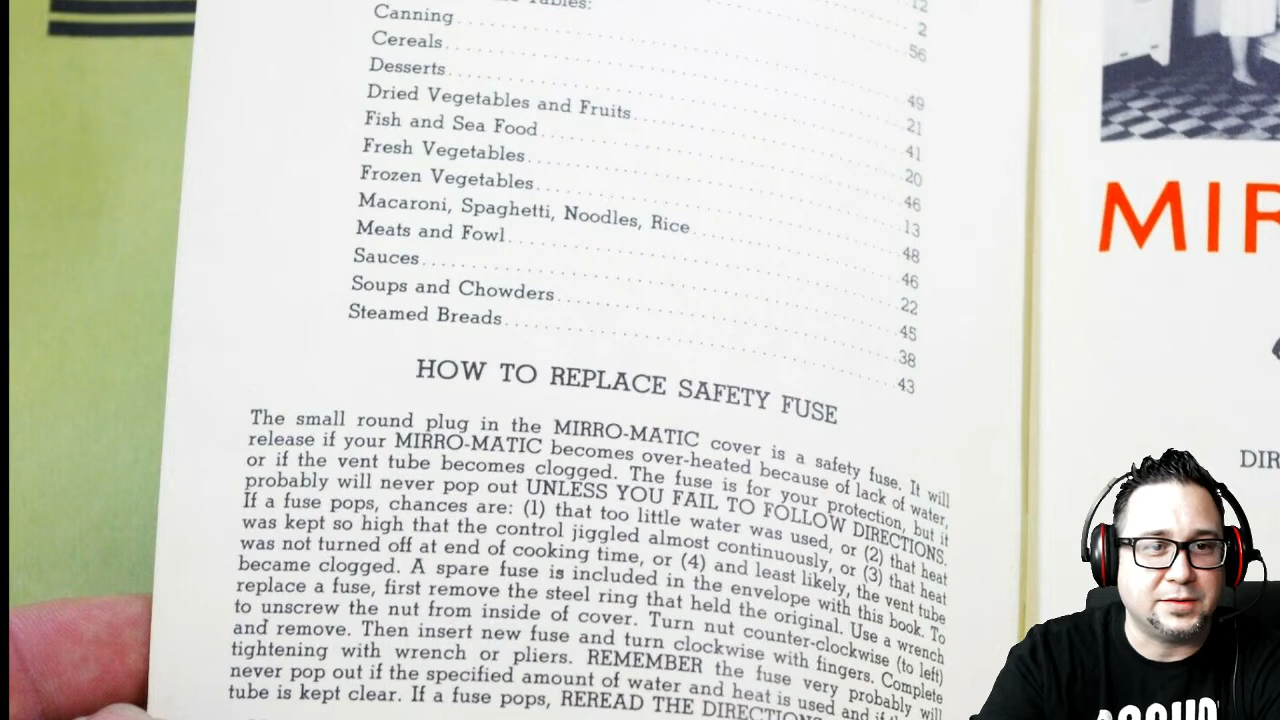 Tables:
12
2
56
Canning 49
Cereals 21
Desserts 41
Dried Vegetables and Fruits 20
Fish and Sea Food 46
Fresh Vegetables 13
Frozen Vegetables 48
Macaroni, Spaghetti, Noodles, Rice 46
Meats and Fowl 22
Sauces 45
Soups and Chowders 38
Steamed Breads 43
HOW TO REPLACE SAFETY FUSE
The small round plug in the MIRRO-MATIC cover is a safety fuse. It will
release if your MIRRO-MATIC becomes over-heated because of lack of water,
or if the vent tube becomes clogged. The fuse is for your protection, but it
probably will never pop out UNLESS YOU FAIL TO FOLLOW DIRECTIONS.
If a fuse pops, chances are: (1) that too little water was used, or (2) that heat
was kept so high that the control jiggled almost continuously, or (3) that heat
was not turned off at end of cooking time, or (4) and least likely, the vent tube
became clogged. A spare fuse is included in the envelope with this book. To
replace a fuse, first remove the steel ring that held the original. Use a wrench
to unscrew the nut from inside of cover. Turn nut counter-clockwise (to left)
and remove. Then insert new fuse and turn clockwise with fingers. Complete
tightening with wrench or pliers. REMEMBER the fuse very probably will
never pop out if the specified amount of water and heat is used and if the
tube is kept clear. If a fuse pops, REREAD THE DIRECTIONS
MIR
DIR